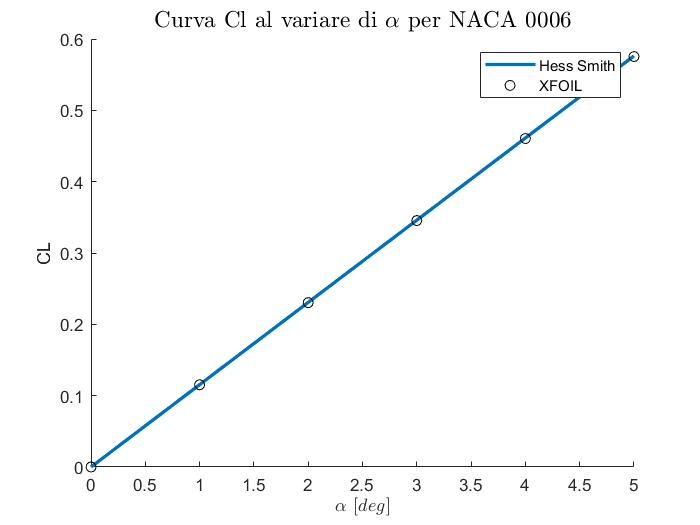 Curva Cl al variare di α per NACA 0006
Hess Smith
XFOIL
CL
0.6
0.5
0.4
0.3
0.2
0.1
0
0 0.5 1 1.5 2 2.5 3 3.5 4 4.5 5
α [deg]